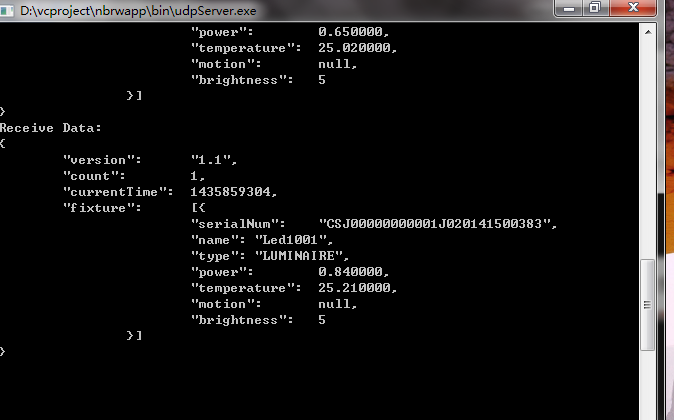 D:\vcproject\nbrwapp\bin\udpServer.exe
"power": 0.650000,
"temperature": 25.020000,
"motion": null,
"brightness": 5
}]
}
Receive Data:
{
"version": "1.1",
"count": 1,
"currentTime": 1435859304,
"fixture": [{
"serialNum": "CSJ00000000001J020141500383",
"name": "Led1001",
"type": "LUMINAIRE",
"power": 0.840000,
"temperature": 25.210000,
"motion": null,
"brightness": 5
}]
}